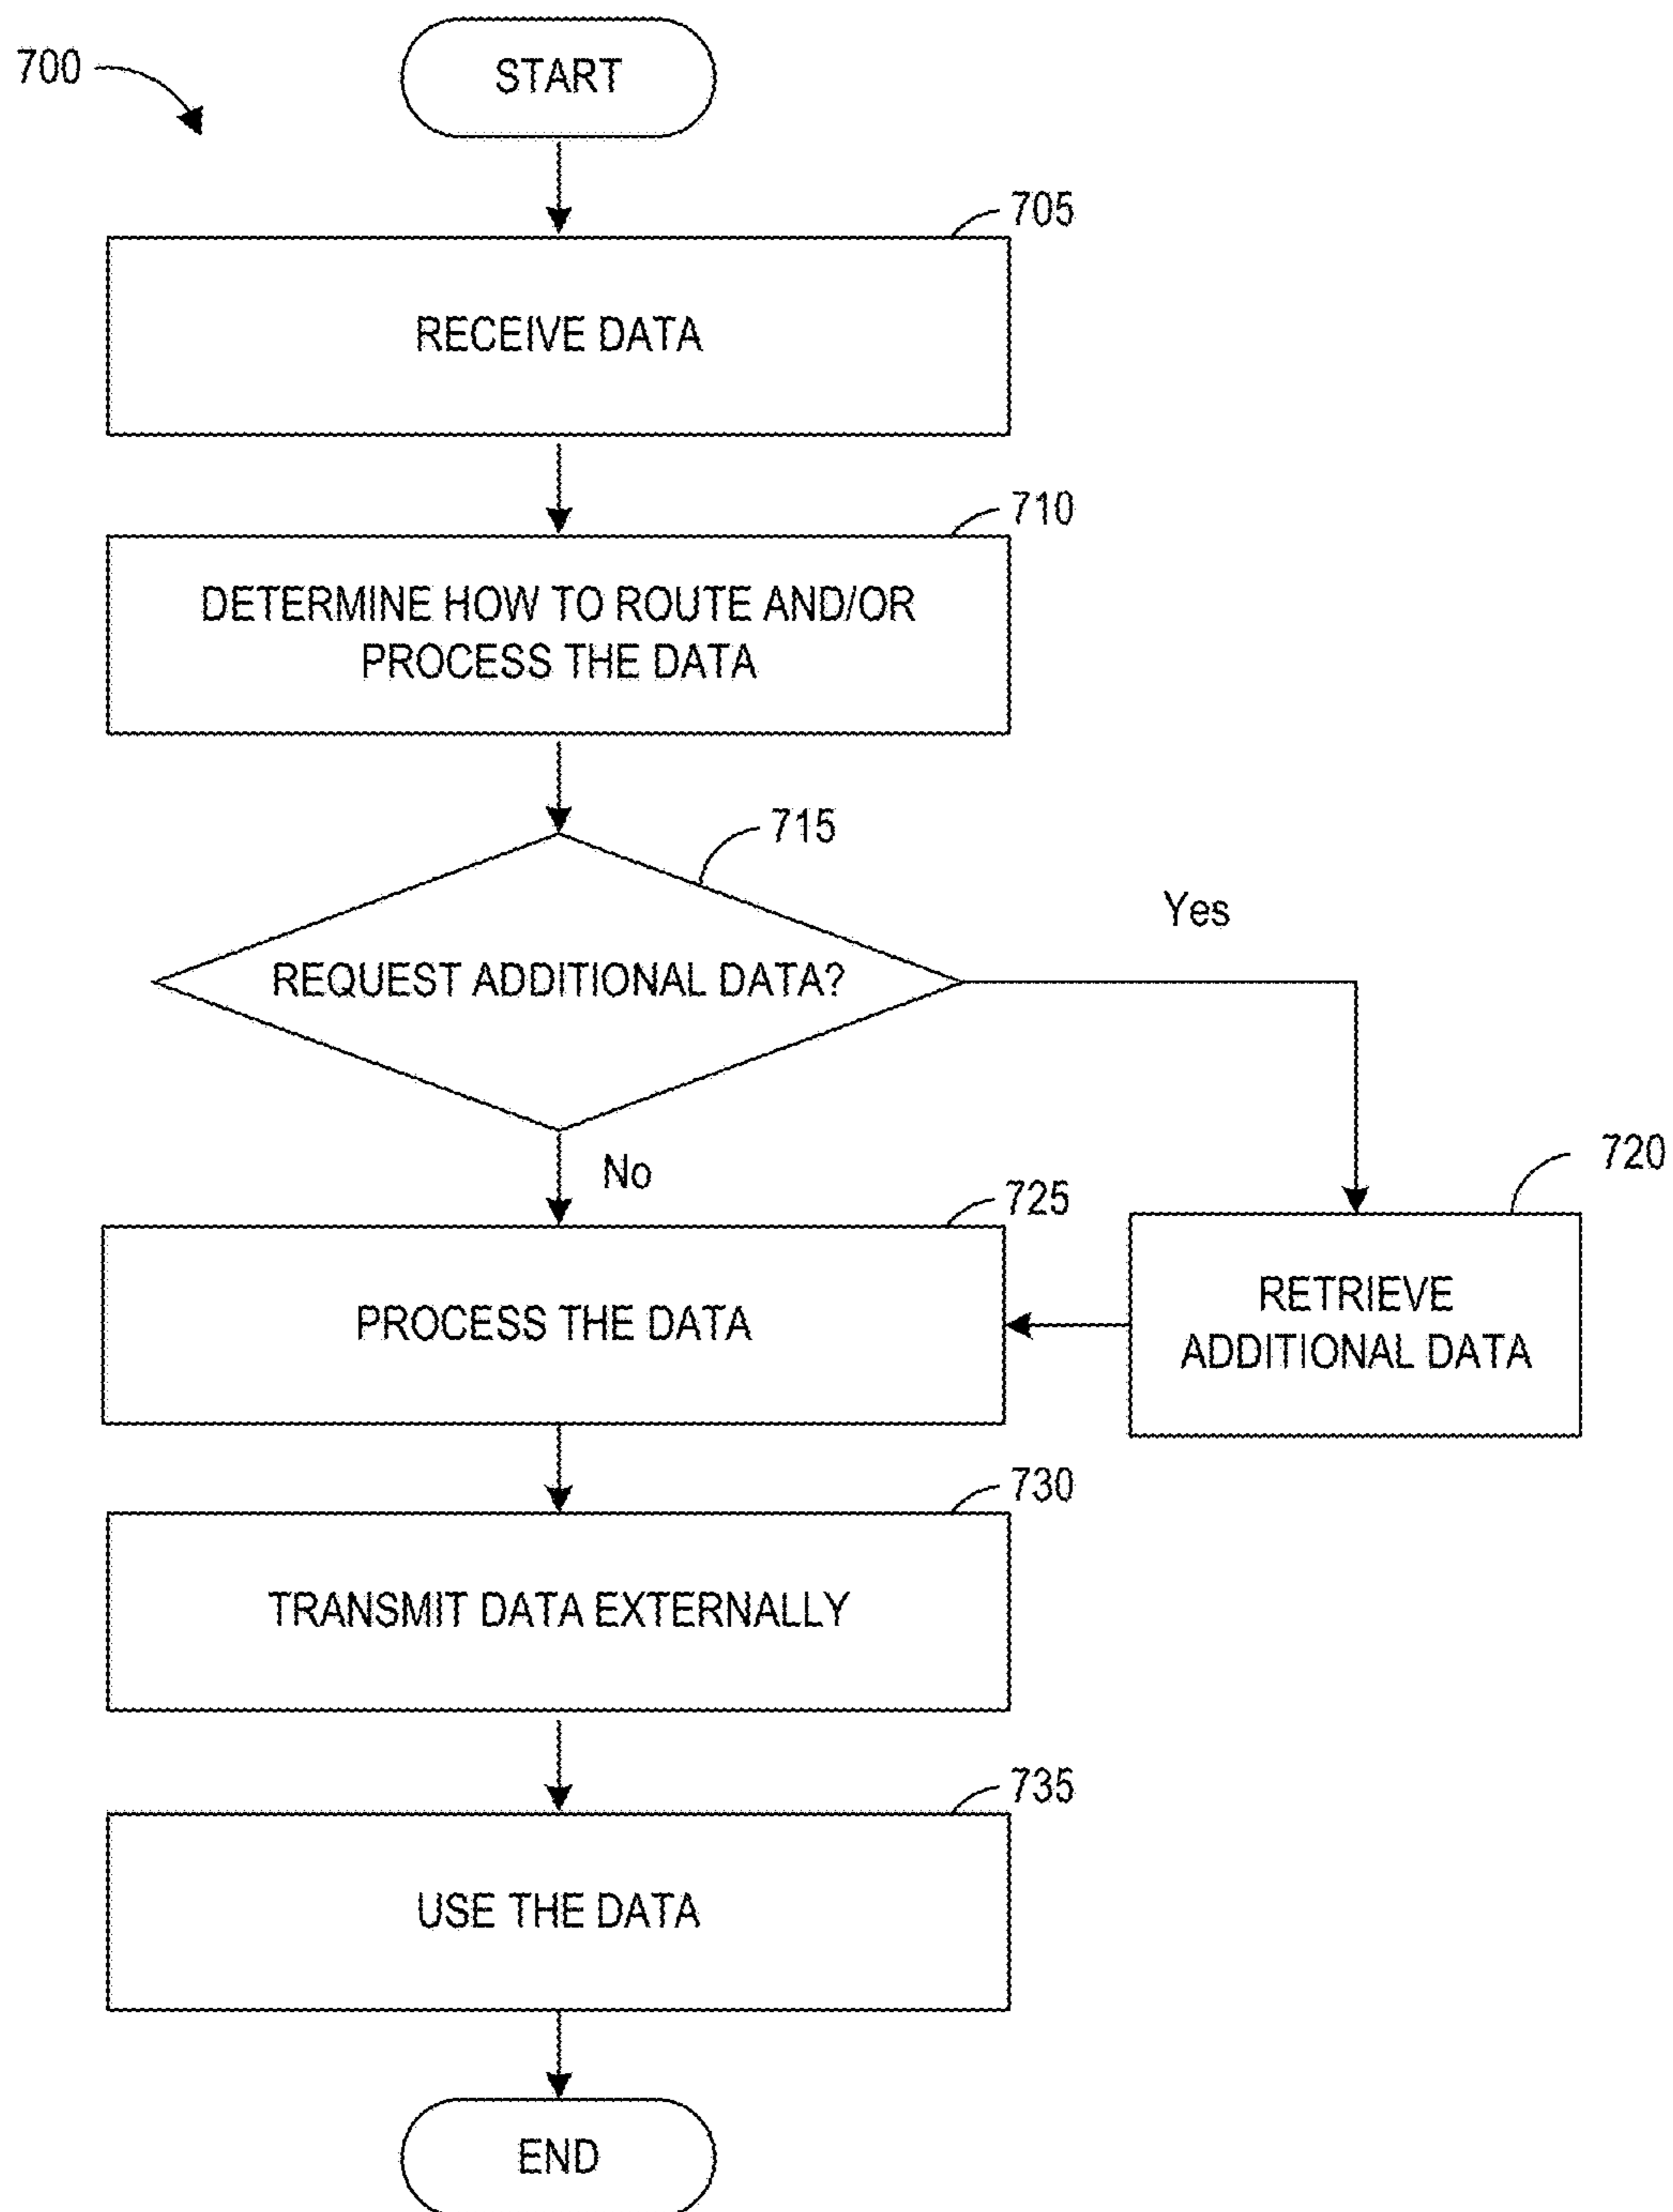 700
START
705
RECEIVE DATA
710
DETERMINE HOW TO ROUTE AND/OR
PROCESS THE DATA
715
REQUEST ADDITIONAL DATA?
Yes
No
720
RETRIEVE
ADDITIONAL DATA
725
PROCESS THE DATA
730
TRANSMIT DATA EXTERNALLY
735
USE THE DATA
END